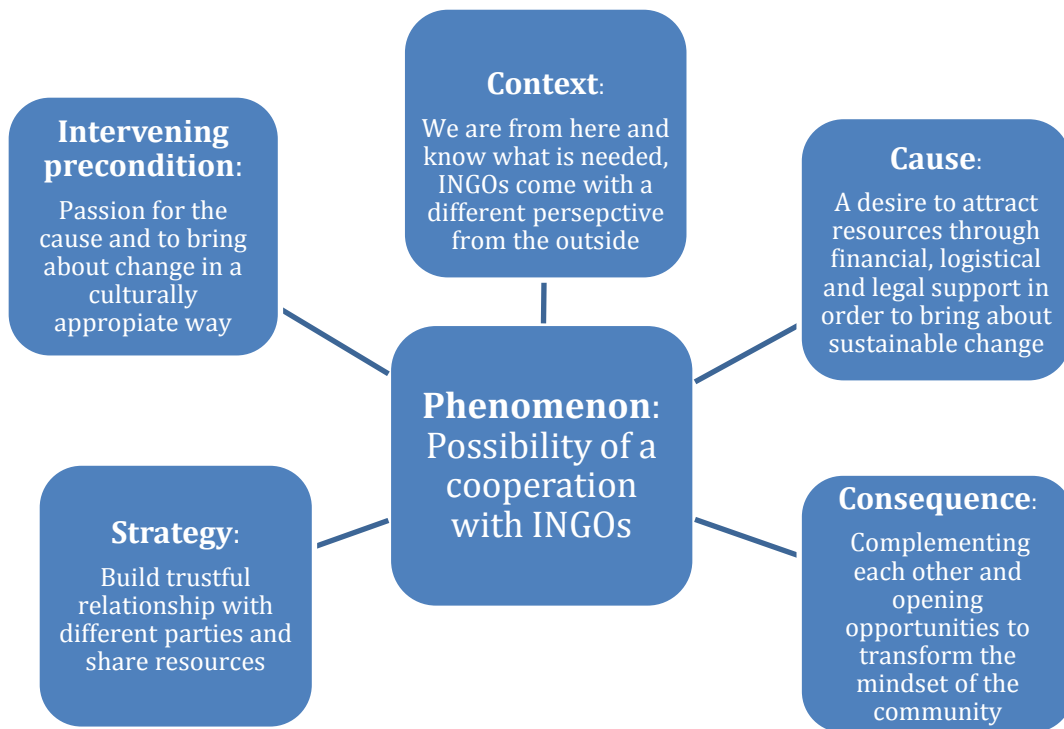 Context:
We are from here and
know what is needed,
INGOs come with a
different persepctive
from the outside
Intervening
precondition:
Passion for the
cause and to bring
about change in a
culturally
appropiate way
Cause:
A desire to attract
resources through
financial, logistical
and legal support in
order to bring about
sustainable change
Phenomenon:
Possibility of a
cooperation
with INGOs
Strategy:
Build trustful
relationship with
different parties and
share resources
Consequence:
Complementing
each other and
opening
opportunities to
transform the
mindset of the
community